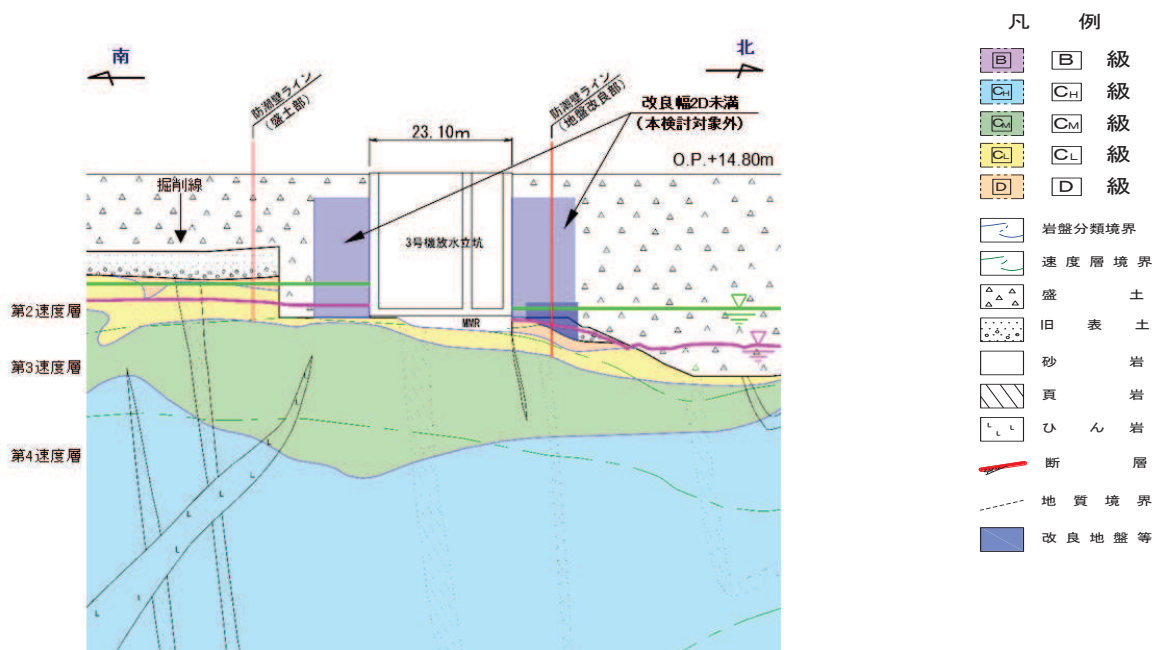 南
北
防潮壁ライン
(盛土部)
防潮壁ライン
(地盤改良部)
改良幅2D未満
(本検討対象外)
23.10m
O.P.+14.80m
掘削線
3号機放水立坑
MMR
第2速度層
第3速度層
第4速度層
L
L
L
L
L
L
L
凡 例
B B 級
CH CH 級
CM CM 級
CL CL 級
D D 級
岩盤分類境界
速度層境界
盛 土
旧 表 土
砂 岩
頁 岩
L L L ひ ん 岩
断 層
地 質 境 界
改 良 地 盤 等